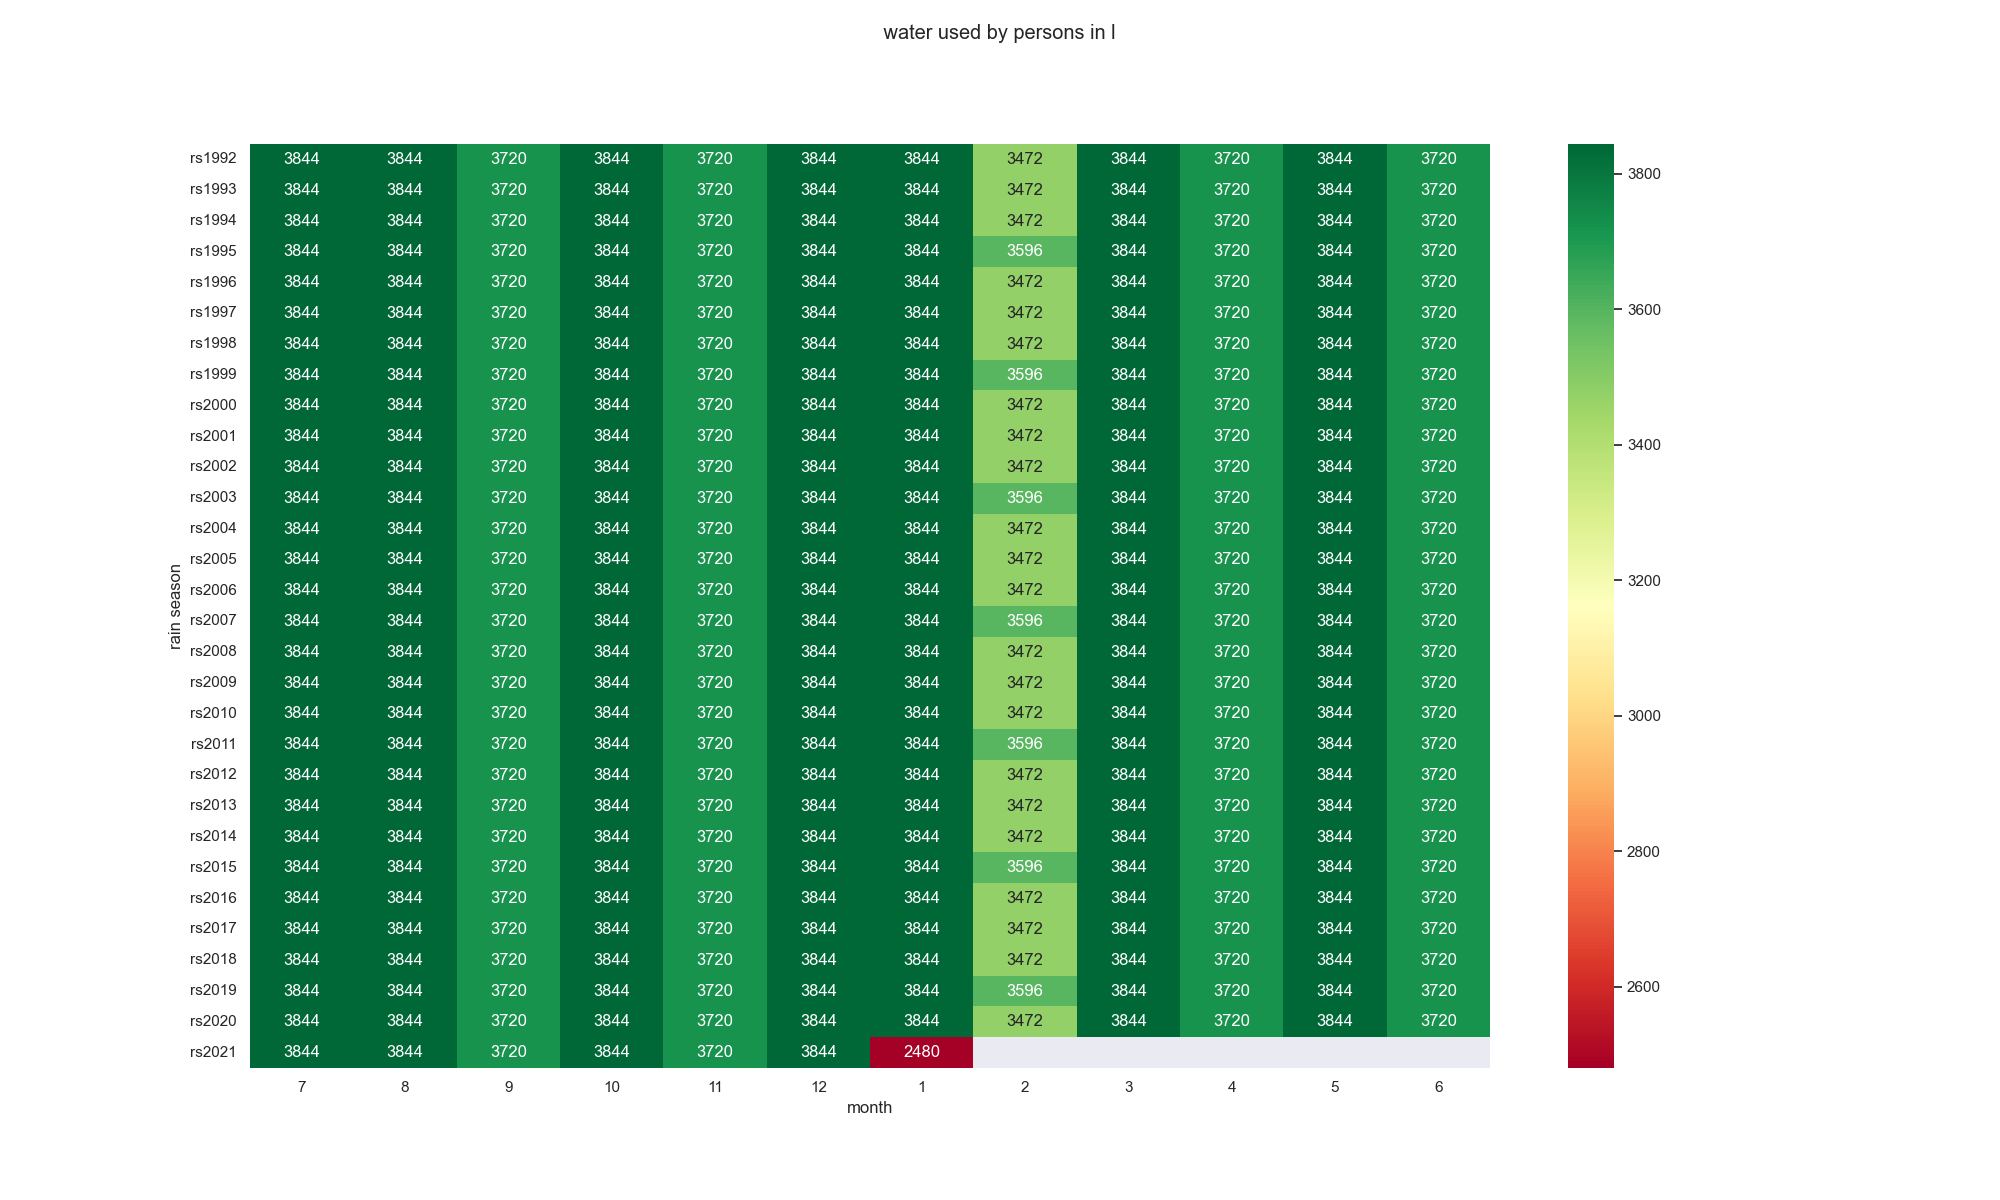 water used by persons in l
rs1992 3844 3844 3720 3844 3720 3844 3844 3472 3844 3720 3844 3720
rs1993 3844 3844 3720 3844 3720 3844 3844 3472 3844 3720 3844 3720
rs1994 3844 3844 3720 3844 3720 3844 3844 3472 3844 3720 3844 3720
rs1995 3844 3844 3720 3844 3720 3844 3844 3596 3844 3720 3844 3720
rs1996 3844 3844 3720 3844 3720 3844 3844 3472 3844 3720 3844 3720
rs1997 3844 3844 3720 3844 3720 3844 3844 3472 3844 3720 3844 3720
rs1998 3844 3844 3720 3844 3720 3844 3844 3472 3844 3720 3844 3720
rs1999 3844 3844 3720 3844 3720 3844 3844 3596 3844 3720 3844 3720
rs2000 3844 3844 3720 3844 3720 3844 3844 3472 3844 3720 3844 3720
rs2001 3844 3844 3720 3844 3720 3844 3844 3472 3844 3720 3844 3720
rs2002 3844 3844 3720 3844 3720 3844 3844 3472 3844 3720 3844 3720
rs2003 3844 3844 3720 3844 3720 3844 3844 3596 3844 3720 3844 3720
rs2004 3844 3844 3720 3844 3720 3844 3844 3472 3844 3720 3844 3720
rs2005 3844 3844 3720 3844 3720 3844 3844 3472 3844 3720 3844 3720
rs2006 3844 3844 3720 3844 3720 3844 3844 3472 3844 3720 3844 3720
rs2007 3844 3844 3720 3844 3720 3844 3844 3596 3844 3720 3844 3720
rs2008 3844 3844 3720 3844 3720 3844 3844 3472 3844 3720 3844 3720
rs2009 3844 3844 3720 3844 3720 3844 3844 3472 3844 3720 3844 3720
rs2010 3844 3844 3720 3844 3720 3844 3844 3472 3844 3720 3844 3720
rs2011 3844 3844 3720 3844 3720 3844 3844 3596 3844 3720 3844 3720
rs2012 3844 3844 3720 3844 3720 3844 3844 3472 3844 3720 3844 3720
rs2013 3844 3844 3720 3844 3720 3844 3844 3472 3844 3720 3844 3720
rs2014 3844 3844 3720 3844 3720 3844 3844 3472 3844 3720 3844 3720
rs2015 3844 3844 3720 3844 3720 3844 3844 3596 3844 3720 3844 3720
rs2016 3844 3844 3720 3844 3720 3844 3844 3472 3844 3720 3844 3720
rs2017 3844 3844 3720 3844 3720 3844 3844 3472 3844 3720 3844 3720
rs2018 3844 3844 3720 3844 3720 3844 3844 3472 3844 3720 3844 3720
rs2019 3844 3844 3720 3844 3720 3844 3844 3596 3844 3720 3844 3720
rs2020 3844 3844 3720 3844 3720 3844 3844 3472 3844 3720 3844 3720
rs2021 3844 3844 3720 3844 3720 3844 2480
7 8 9 10 11 12 1 2 3 4 5 6
month
rain season
3800
3600
3400
3200
3000
2800
2600